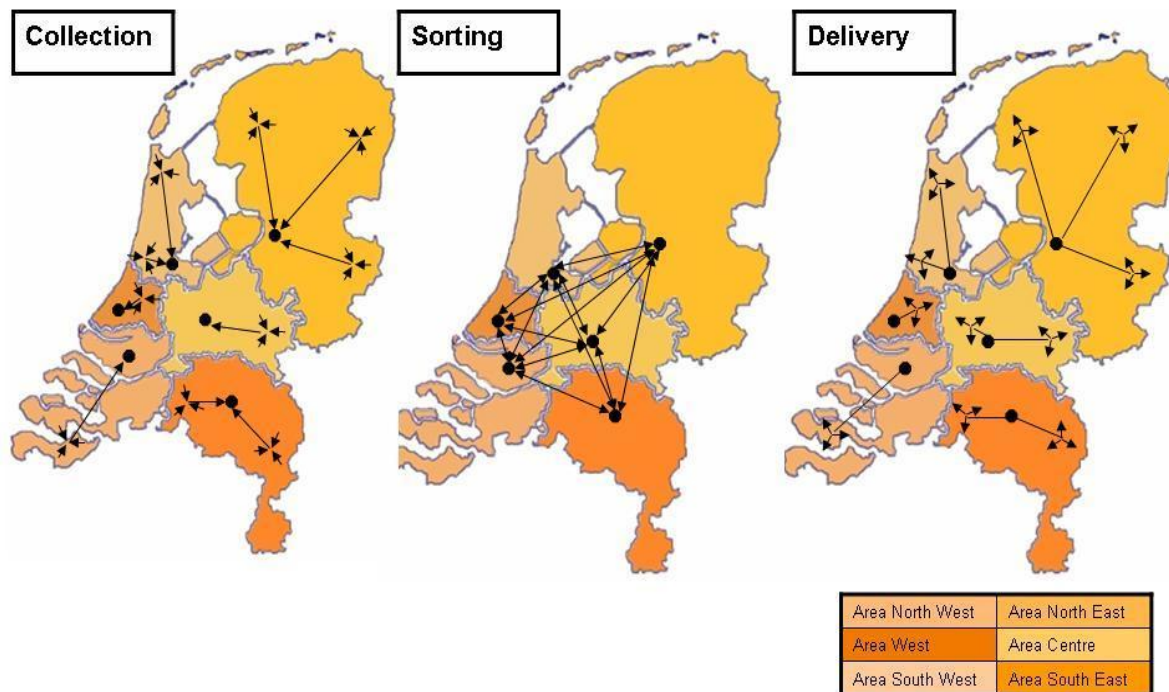 Collection
Sorting
Delivery
Area North West
Area North East
Area West
Area Centre
Area South West
Area South East